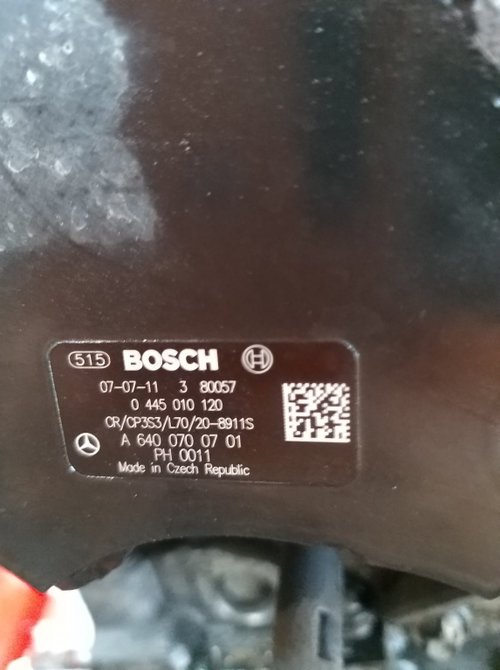 515 BOSCH
07-07-11 3 80057
0 445 010 120
CR/CP3S3/L70/20-8911S
A 640 070 07 01
PH 0011
Made in Czech Republic